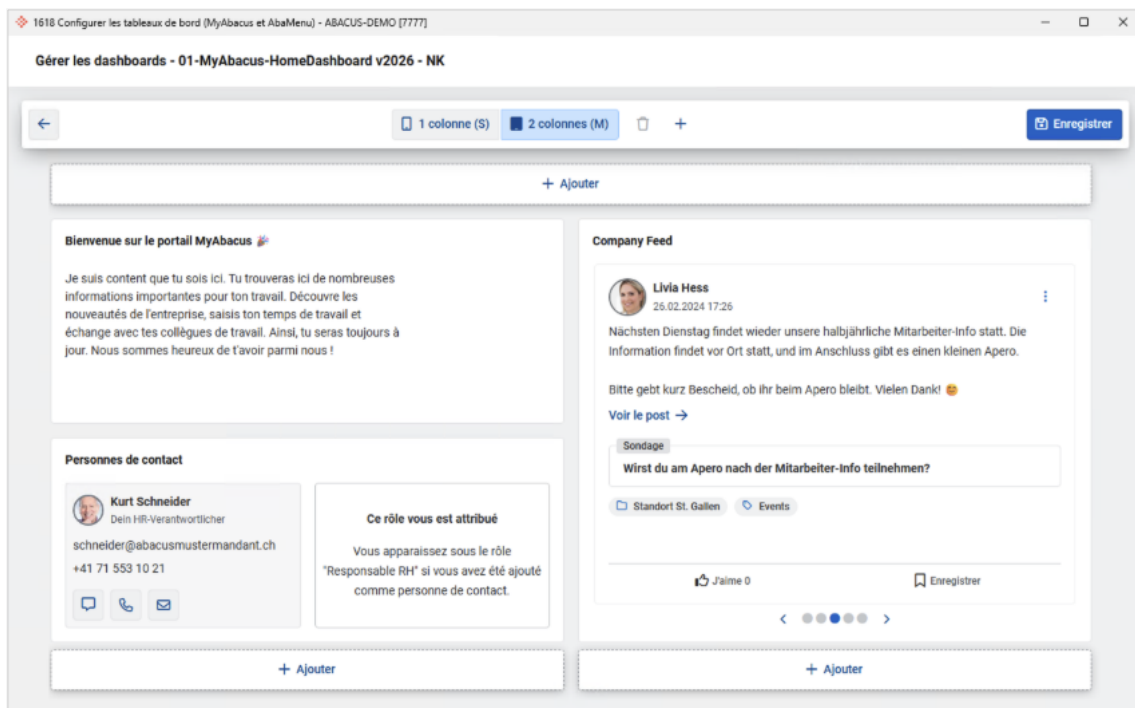 1618 Configurer les tableaux de bord (MyAbacus et AbaMenu) - ABACUS-DEMO [7777]
Gérer les dashboards - 01-MyAbacus-HomeDashboard v2026 - NK
1 colonne (S)
2 colonnes (M)
Enregistrer
+ Ajouter
Bienvenue sur le portail MyAbacus 🎉
Je suis content que tu sois ici. Tu trouveras ici de nombreuses
informations importantes pour ton travail. Découvre les
nouveautés de l'entreprise, saisis ton temps de travail et
échange avec tes collègues de travail. Ainsi, tu seras toujours à
jour. Nous sommes heureux de t'avoir parmi nous !
Personnes de contact
Kurt Schneider
Dein HR-Verantwortlicher
schneider@abacusmustermandant.ch
+41 71 553 10 21
Ce rôle vous est attribué
Vous apparaissez sous le rôle
"Responsable RH" si vous avez été ajouté
comme personne de contact.
+ Ajouter
Company Feed
Livia Hess
26.02.2024 17:26
Nächsten Dienstag findet wieder unsere halbjährliche Mitarbeiter-Info statt. Die
Information findet vor Ort statt, und im Anschluss gibt es einen kleinen Apero.
Bitte gebt kurz Bescheid, ob ihr beim Apero bleibt. Vielen Dank! 😊
Voir le post →
Sondage
Wirst du am Apero nach der Mitarbeiter-Info teilnehmen?
Standort St. Gallen
Events
J'aime 0
Enregistrer
+ Ajouter